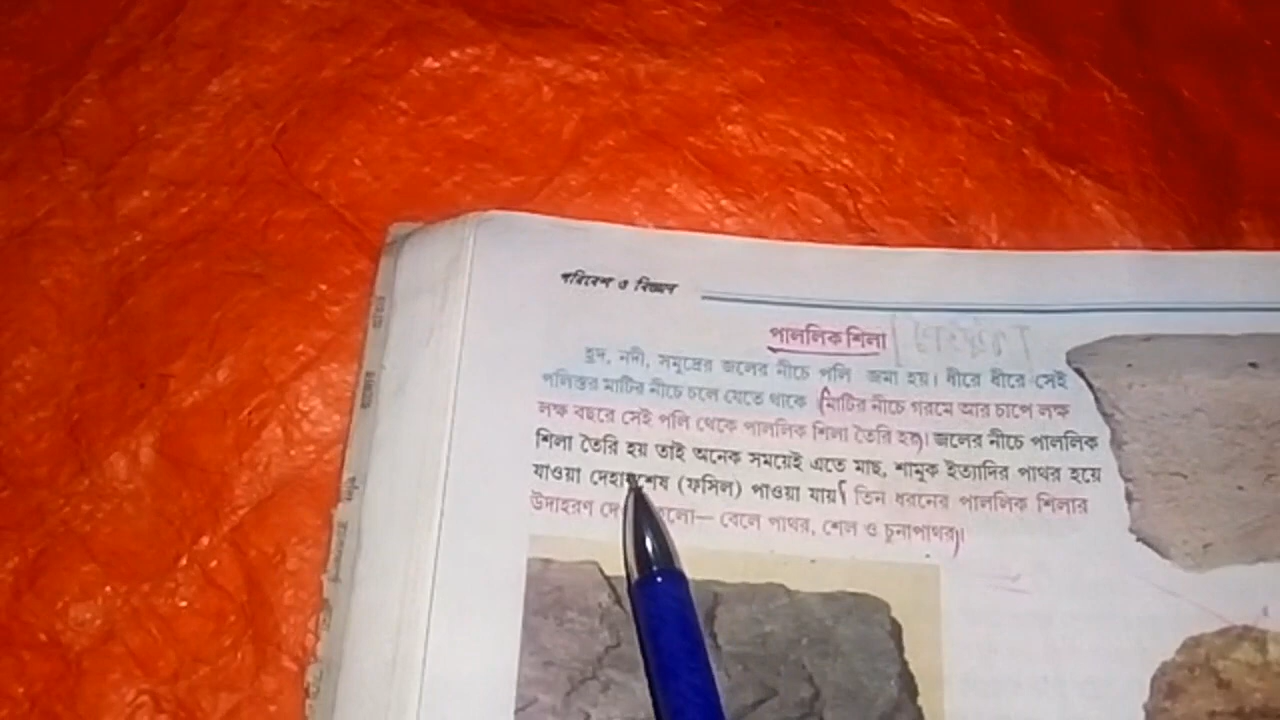 পরিবেশ ও বিজ্ঞান
পাললিক শিলা
হ্রদ, নদী, সমুদ্রের জলের নীচে পলি জমা হয়। ধীরে ধীরে সেই
পলিস্তর মাটির নীচে চলে যেতে থাকে মাটির নীচে গরমে আর চাপে লক্ষ
লক্ষ বছরে সেই পলি থেকে পাললিক শিলা তৈরি হয়। জলের নীচে পাললিক
শিলা তৈরি হয় তাই অনেক সময়েই এতে মাছ, শামুক ইত্যাদির পাথর হয়ে
যাওয়া (ফসিল) পাওয়া যায় তিন ধরনের পাললিক শিলার
উদাহরণ — বেলে পাথর, শেল ও চুনাপাথর।